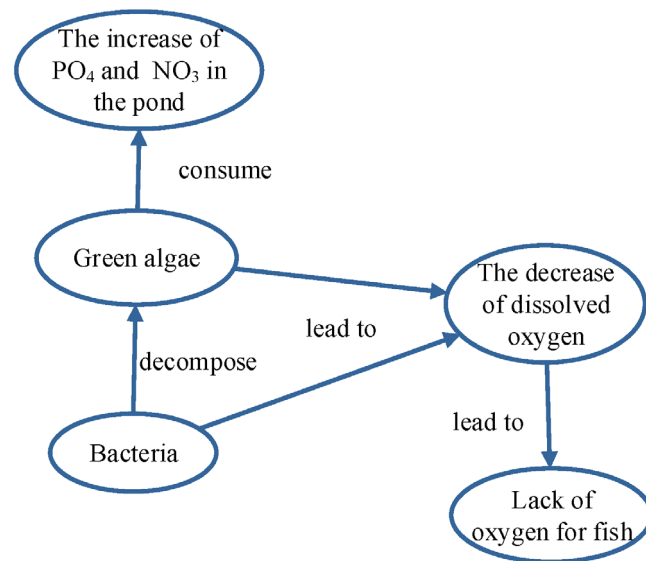 The increase of
PO₄ and NO₃ in
the pond
consume
Green algae
The decrease
of dissolved
oxygen
lead to
decompose
Bacteria
lead to
Lack of
oxygen for fish